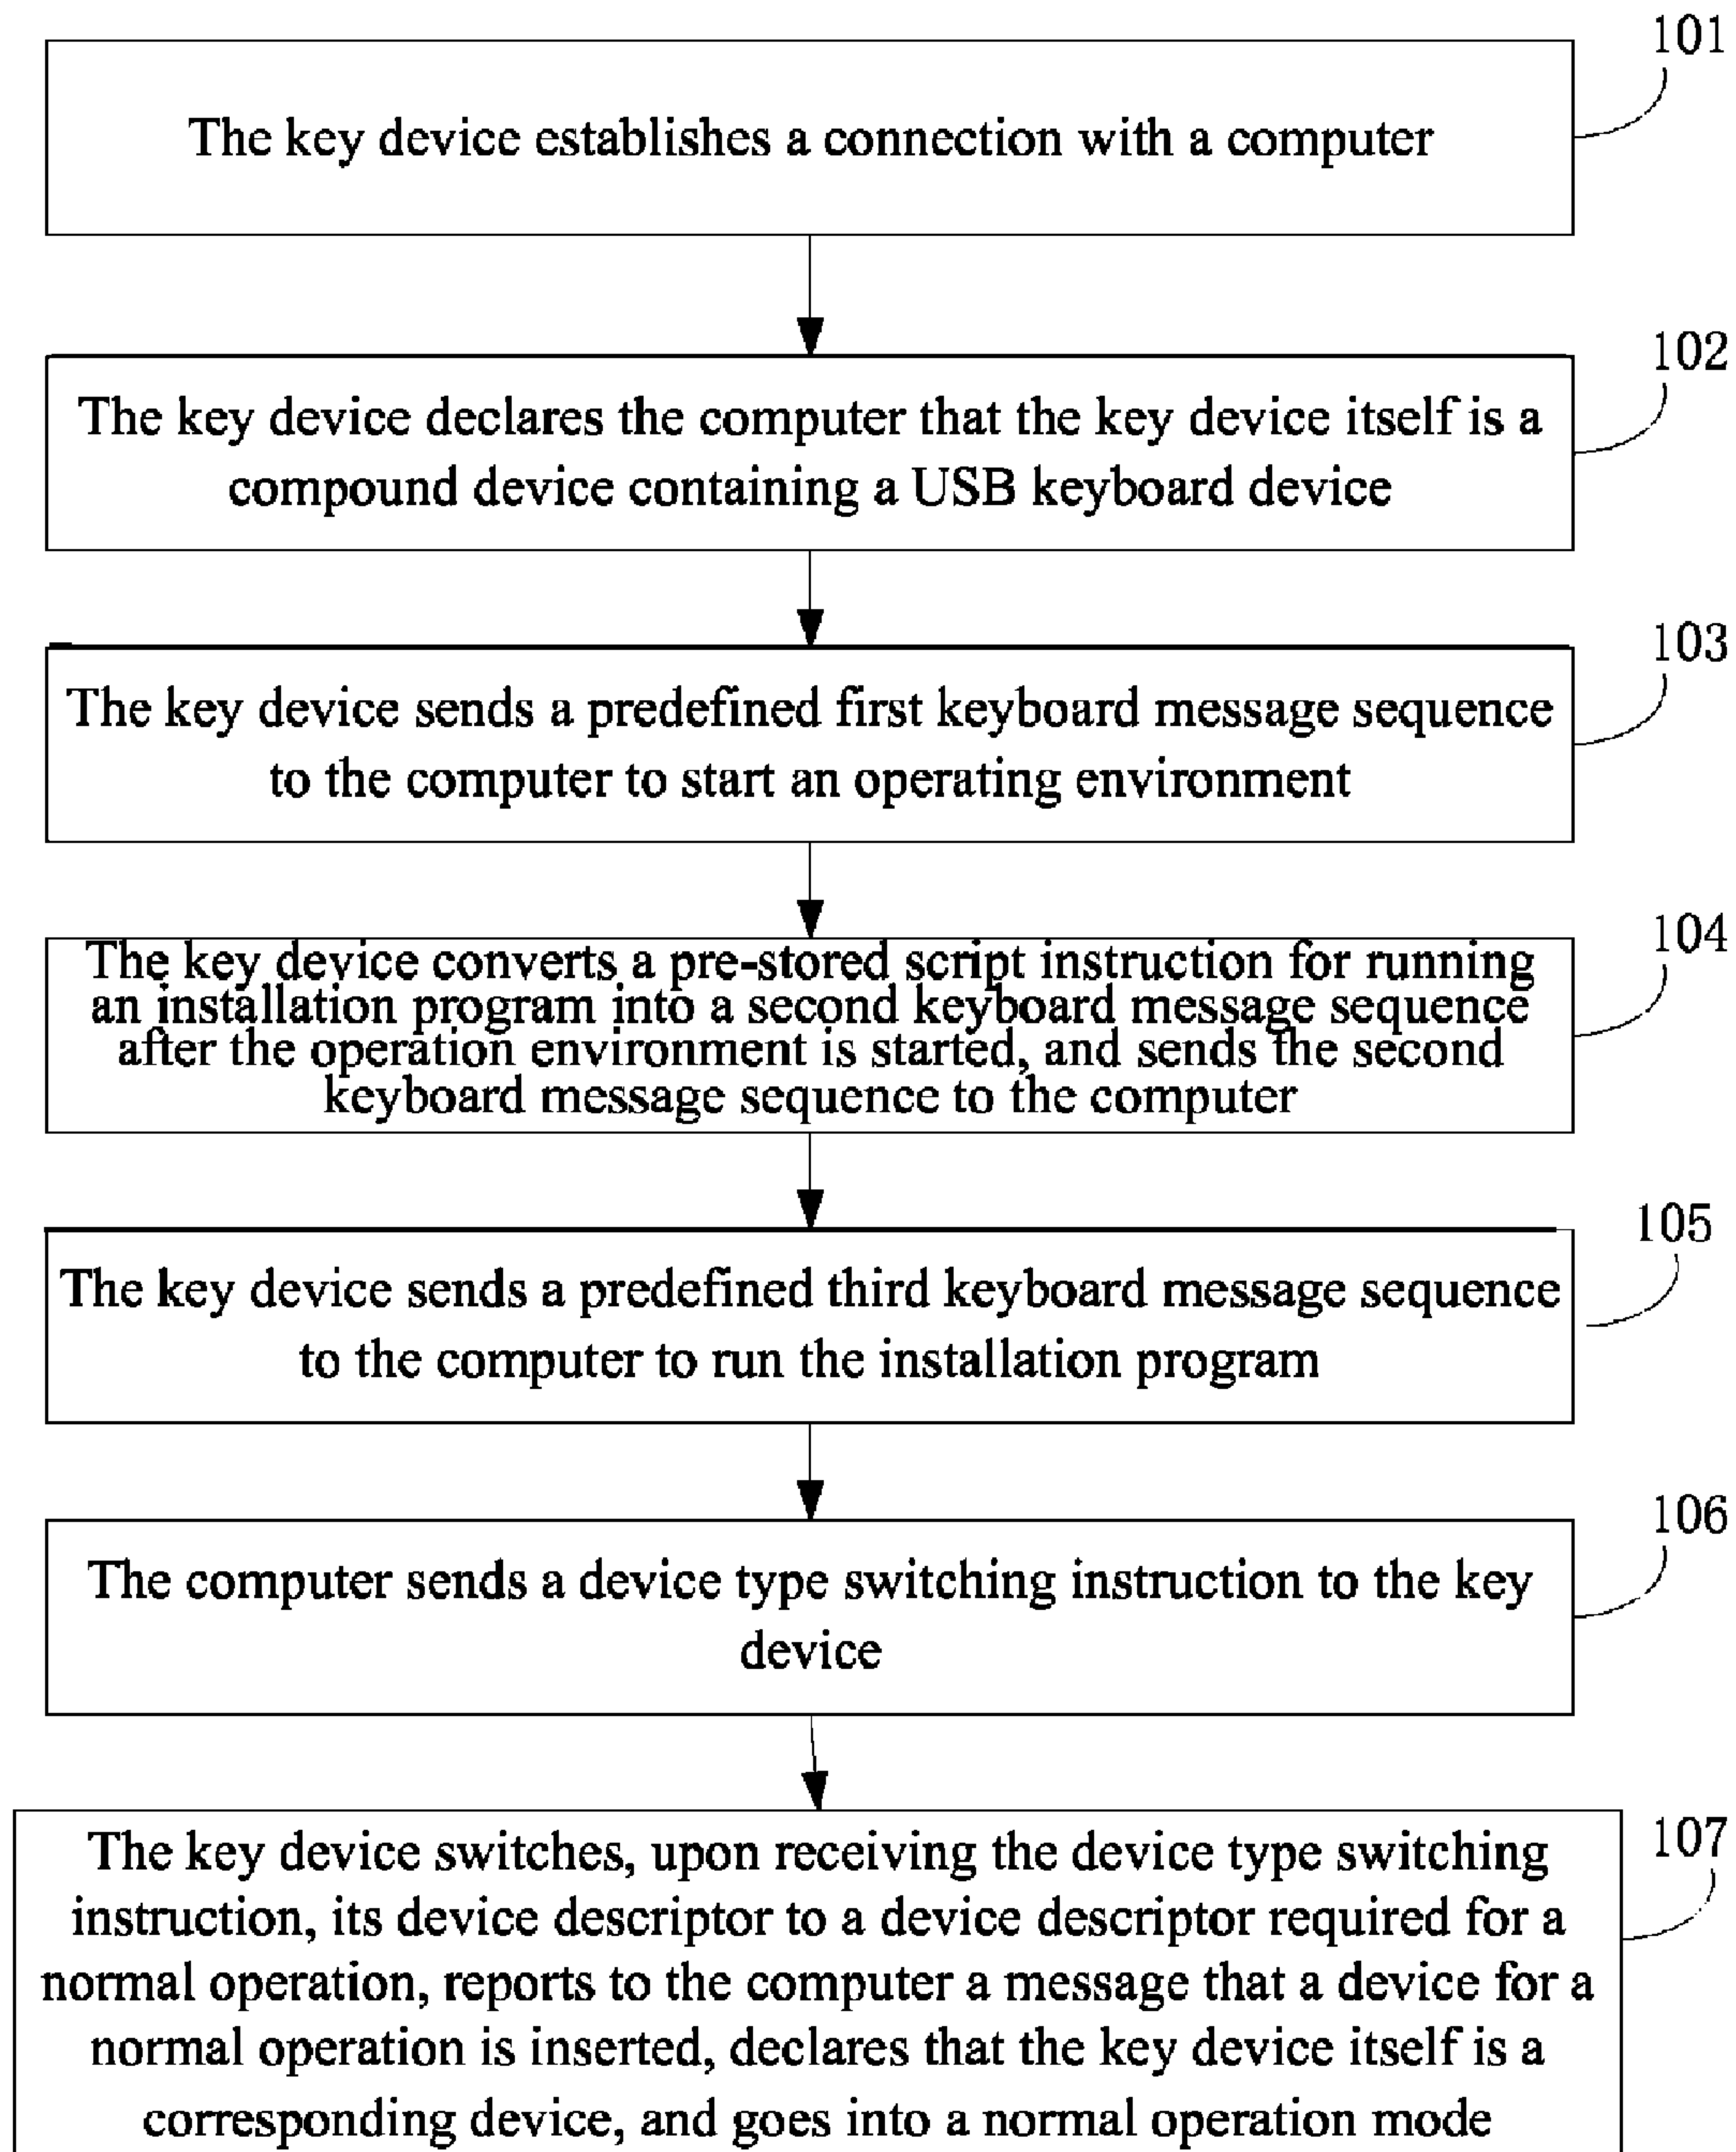 101
The key device establishes a connection with a computer
102
The key device declares the computer that the key device itself is a
compound device containing a USB keyboard device
103
The key device sends a predefined first keyboard message sequence
to the computer to start an operating environment
104
The key device converts a pre-stored script instruction for running
an installation program into a second keyboard message sequence
after the operation environment is started, and sends the second
keyboard message sequence to the computer
105
The key device sends a predefined third keyboard message sequence
to the computer to run the installation program
106
The computer sends a device type switching instruction to the key
device
107
The key device switches, upon receiving the device type switching
instruction, its device descriptor to a device descriptor required for a
normal operation, reports to the computer a message that a device for a
normal operation is inserted, declares that the key device itself is a
corresponding device, and goes into a normal operation mode